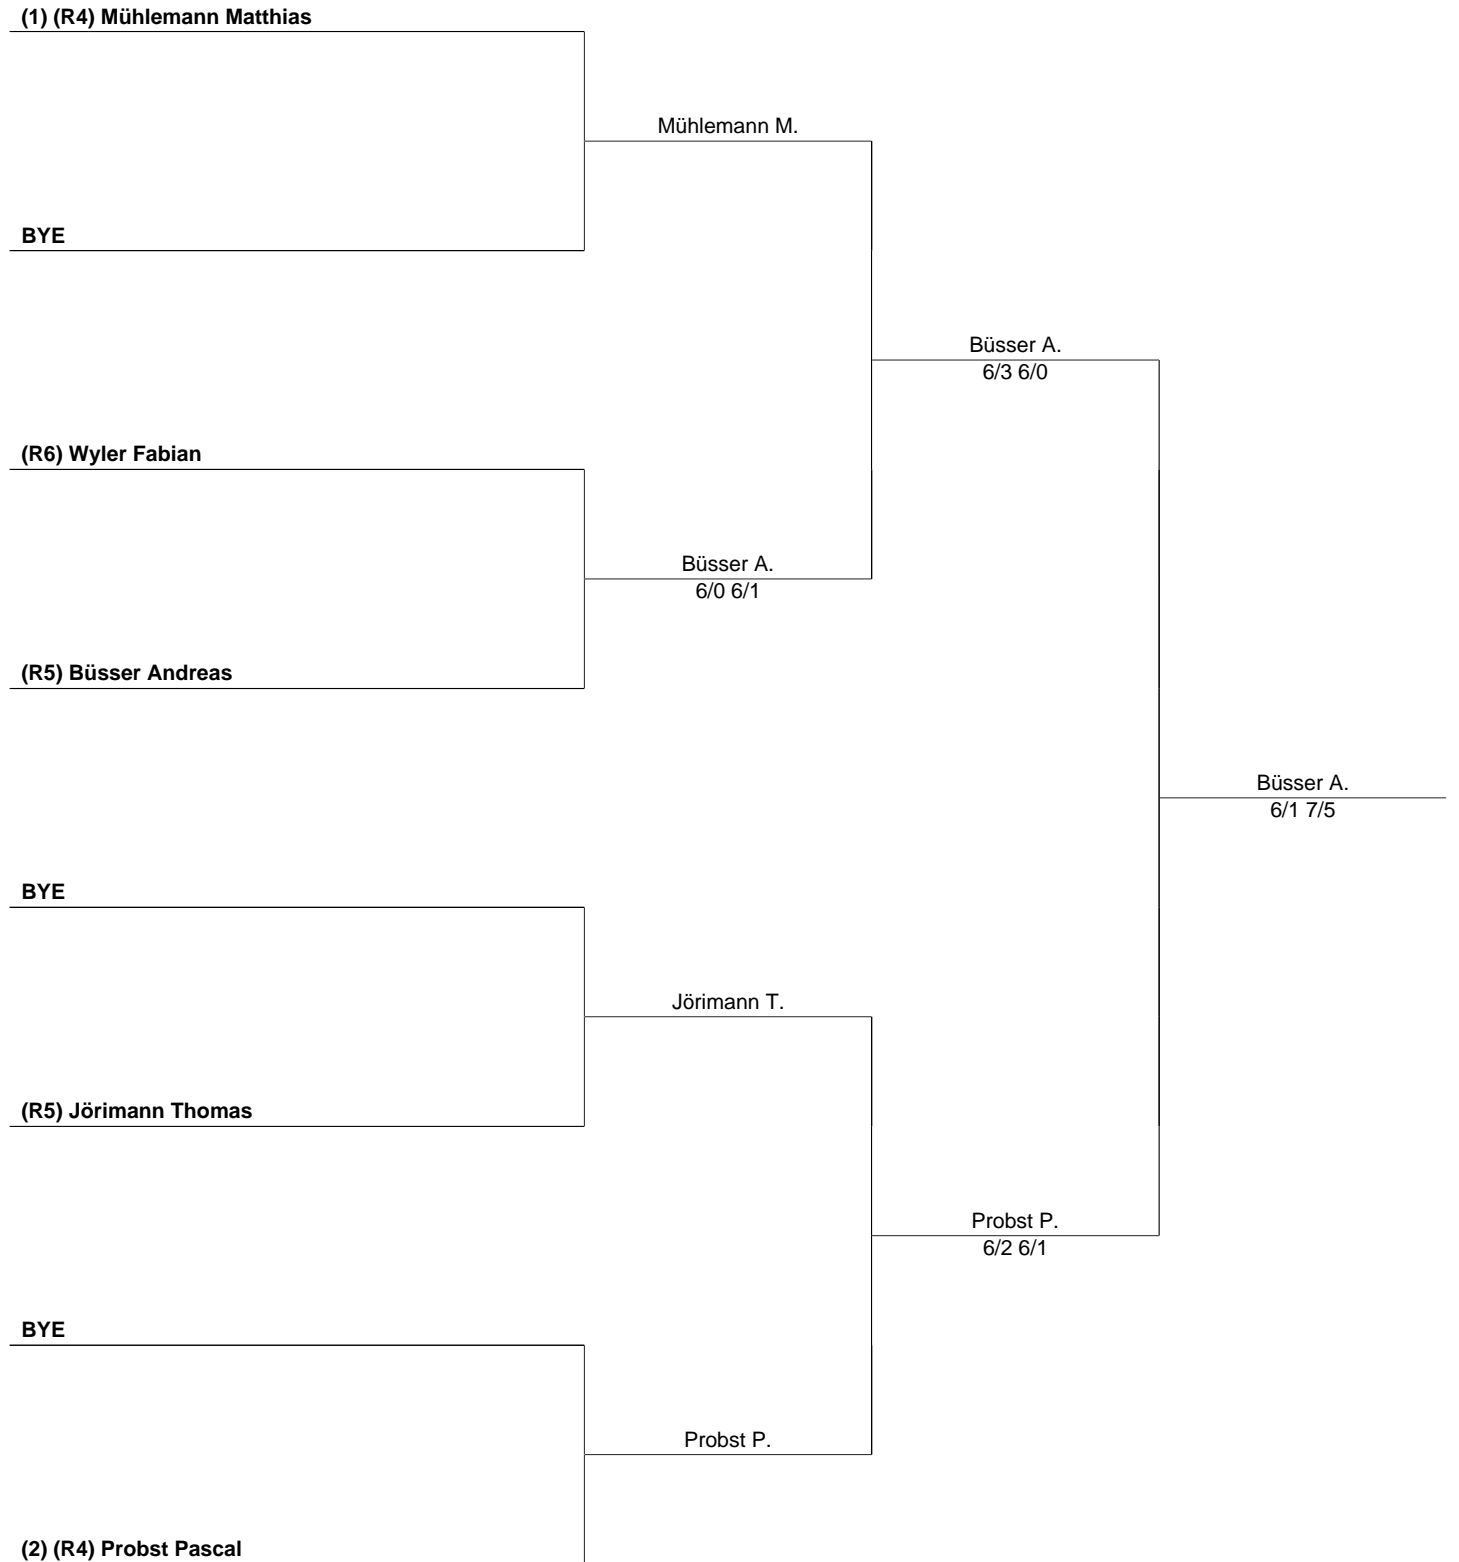 (1) (R4) Mühlemann Matthias
Mühlemann M.
BYE
Büsser A.
6/3 6/0
(R6) Wyler Fabian
Büsser A.
6/0 6/1
(R5) Büsser Andreas
Büsser A.
6/1 7/5
BYE
Jörimann T.
(R5) Jörimann Thomas
Probst P.
6/2 6/1
BYE
Probst P.
(2) (R4) Probst Pascal